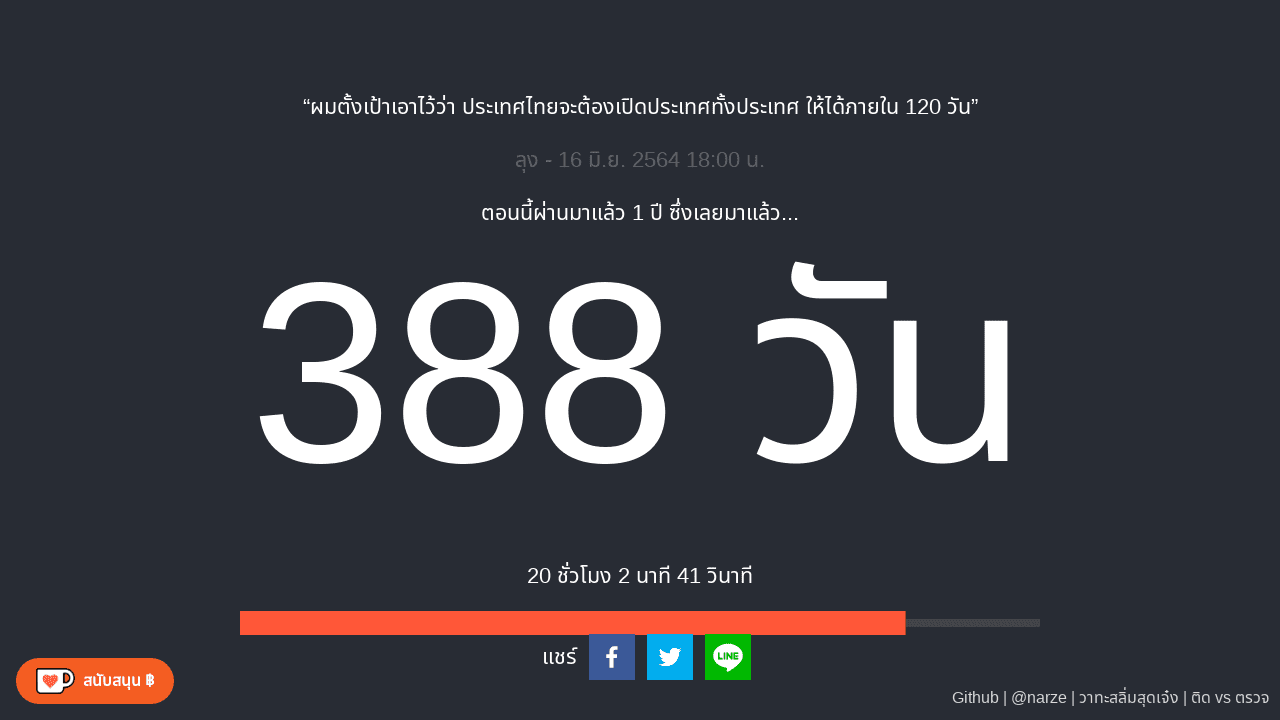 “ผมตั้งเป้าเอาไว้ว่า ประเทศไทยจะต้องเปิดประเทศทั้งประเทศ ให้ได้ภายใน 120 วัน”
ลุง - 16 มิ.ย. 2564 18:00 น.
ตอนนี้ผ่านมาแล้ว 1 ปี ซึ่งเลยมาแล้ว...
388 วัน
20 ชั่วโมง 2 นาที 41 วินาที
แชร์
LINE
สนับสนุน ฿
Github | @narze | วาทะสลิ่มสุดเจ๋ง | ติด vs ตรวจ